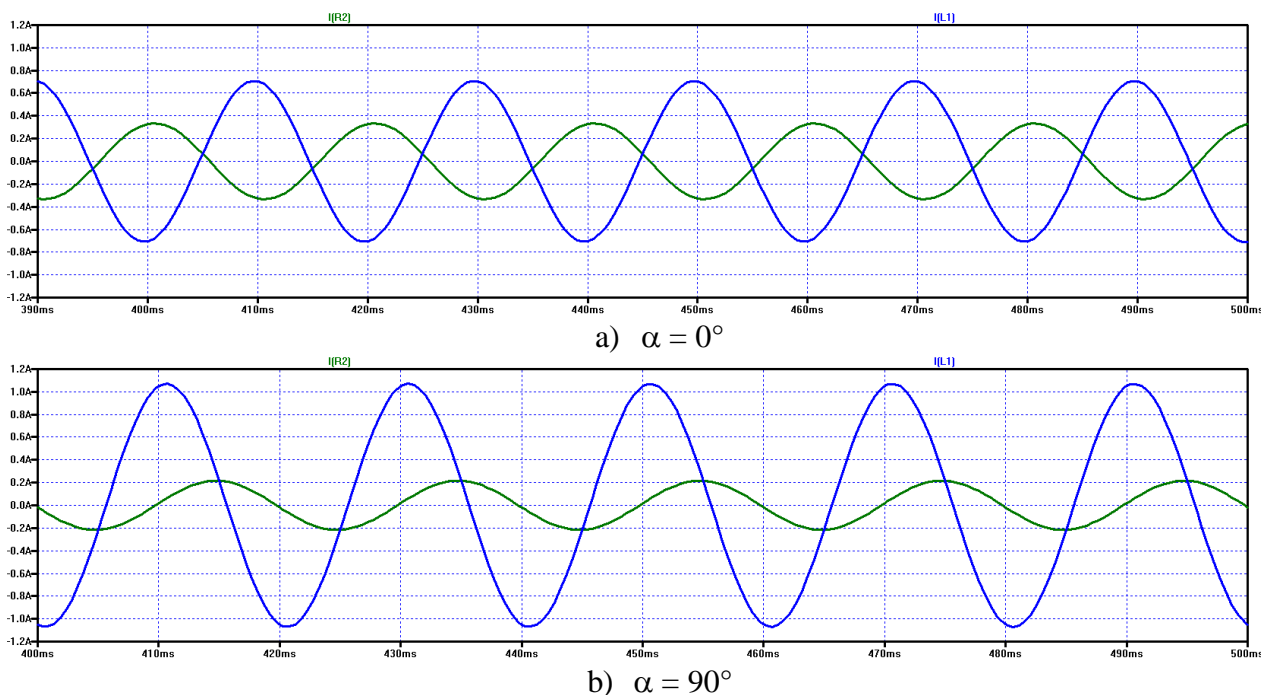 I(R2) I(L1)
1.2A
1.0A
0.8A
0.6A
0.4A
0.2A
0.0A
-0.2A
-0.4A
-0.6A
-0.8A
-1.0A
-1.2A
390ms 400ms 410ms 420ms 430ms 440ms 450ms 460ms 470ms 480ms 490ms 500ms
a) α = 0°
I(R2) I(L1)
1.2A
1.0A
0.8A
0.6A
0.4A
0.2A
0.0A
-0.2A
-0.4A
-0.6A
-0.8A
-1.0A
-1.2A
400ms 410ms 420ms 430ms 440ms 450ms 460ms 470ms 480ms 490ms 500ms
b) α = 90°